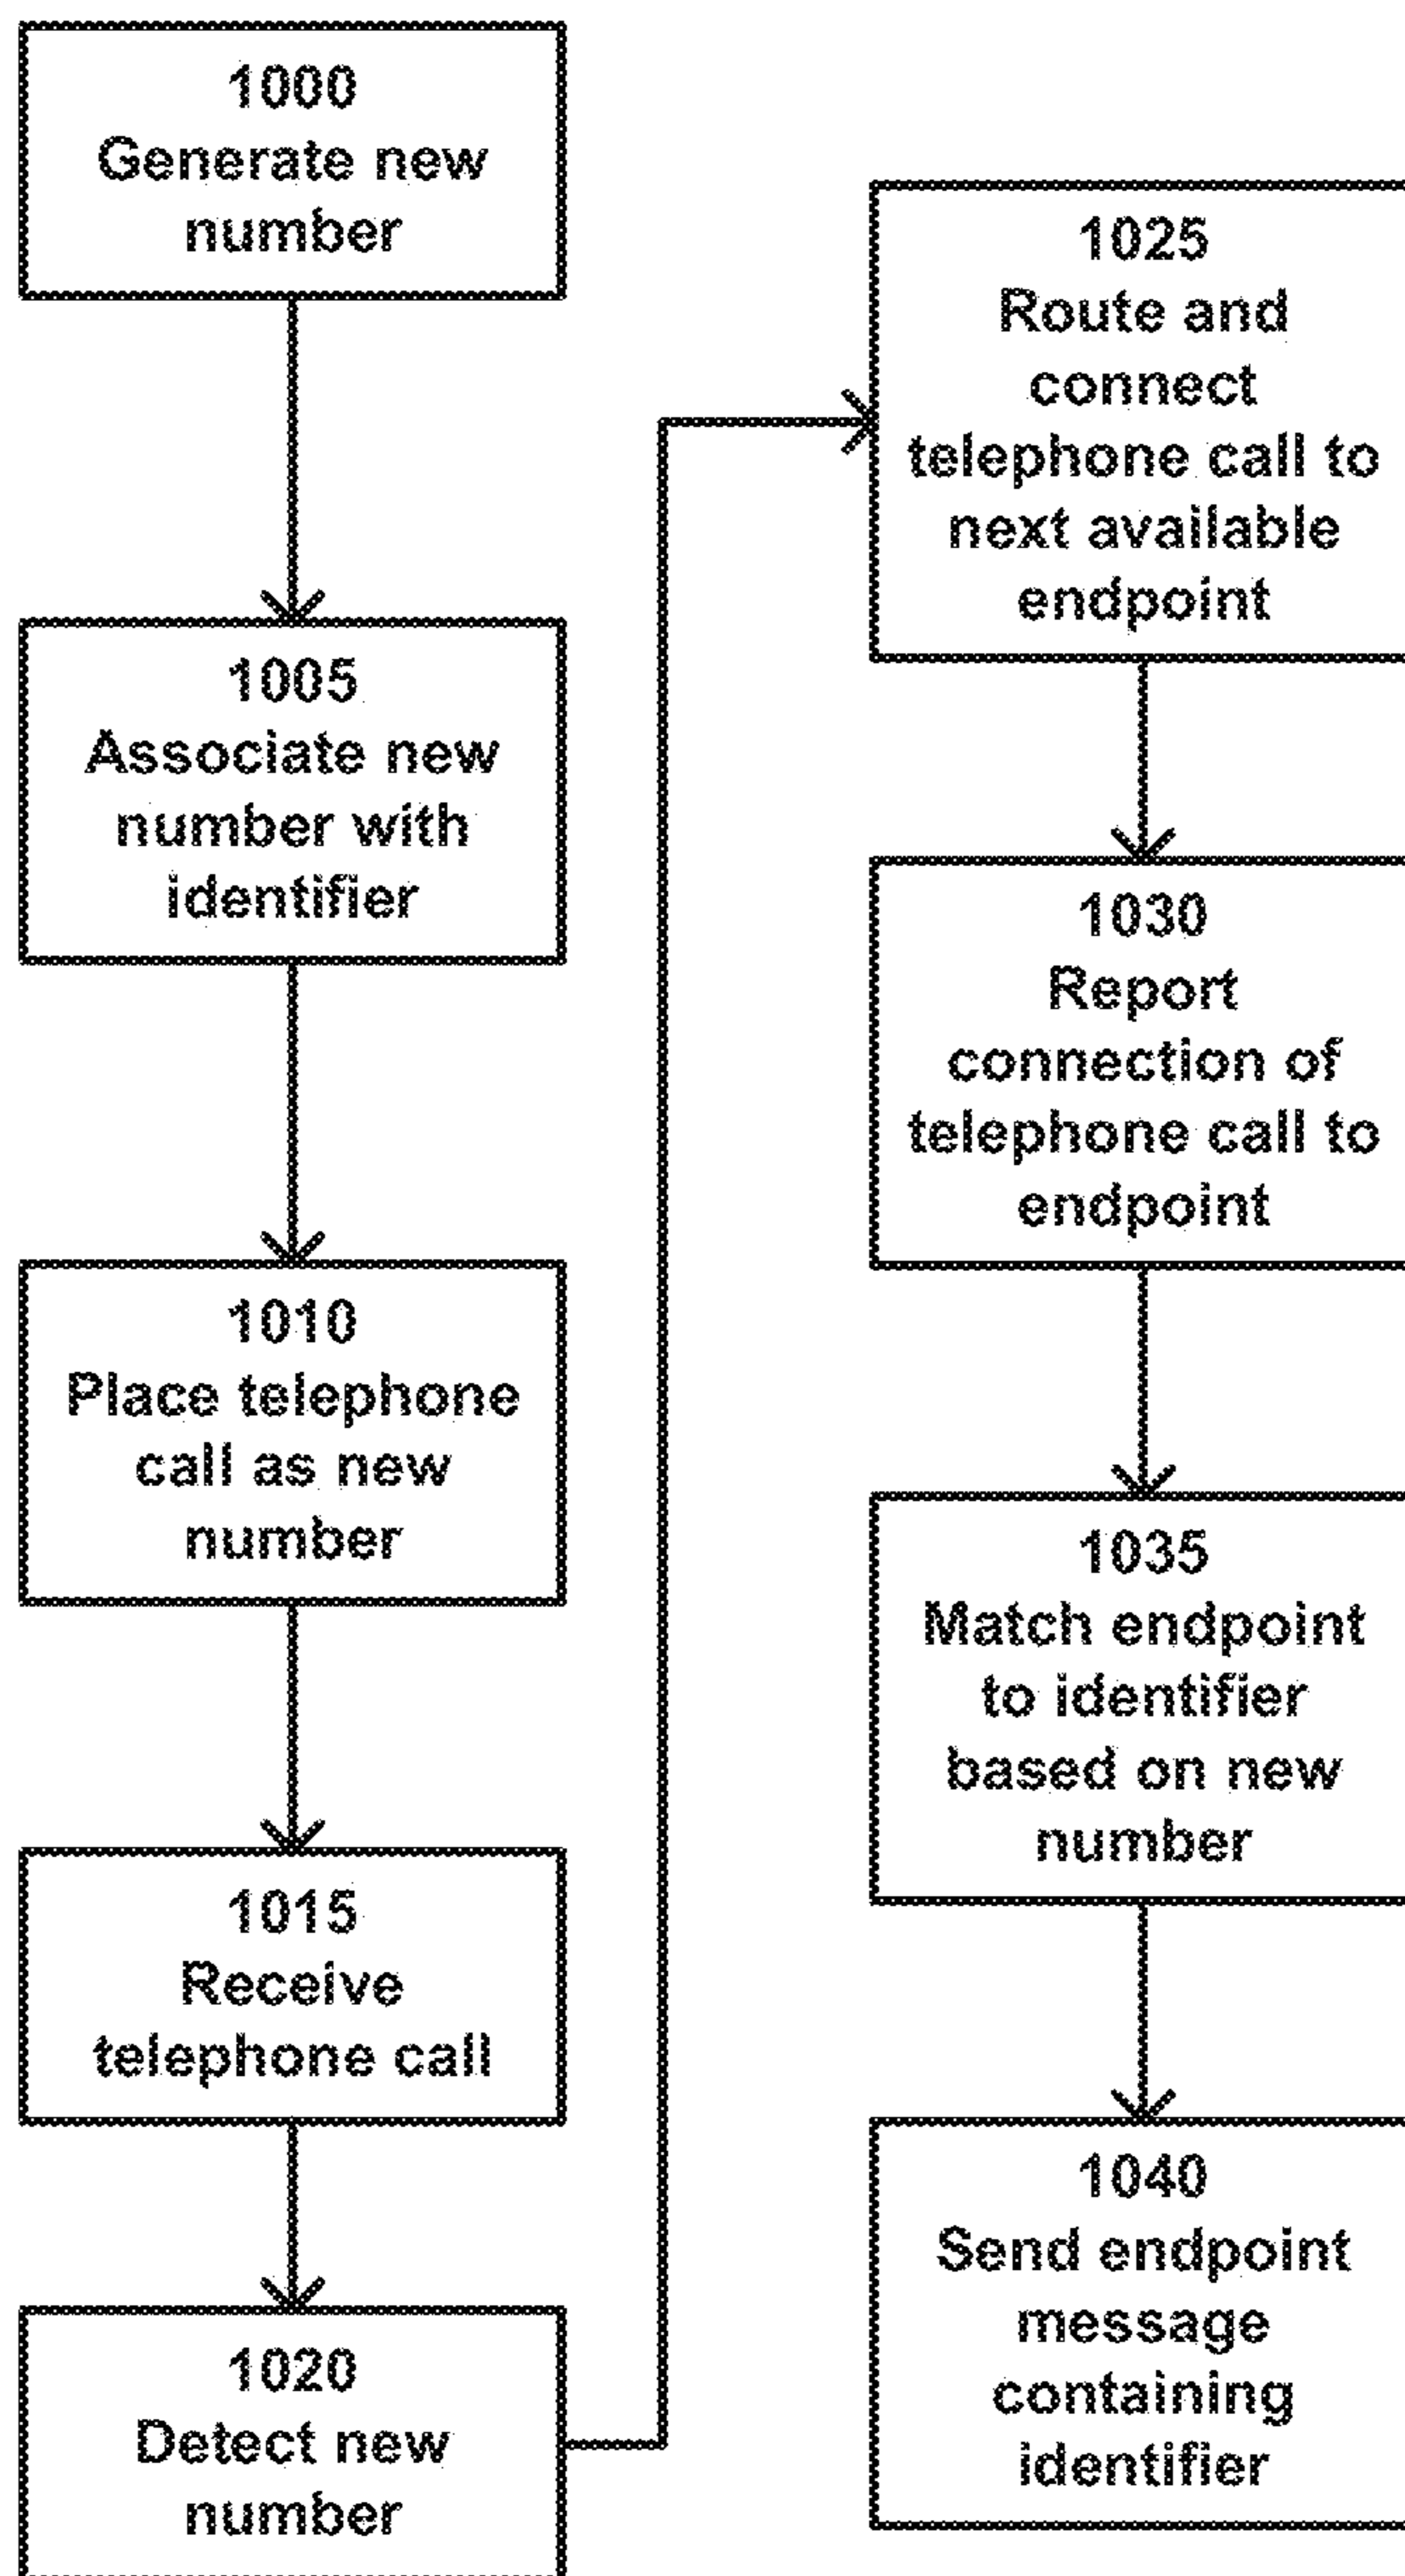 1000
Generate new
number
1005
Associate new
number with
identifier
1010
Place telephone
call as new
number
1015
Receive
telephone call
1020
Detect new
number
1025
Route and
connect
telephone call to
next available
endpoint
1030
Report
connection of
telephone call to
endpoint
1035
Match endpoint
to identifier
based on new
number
1040
Send endpoint
message
containing
identifier